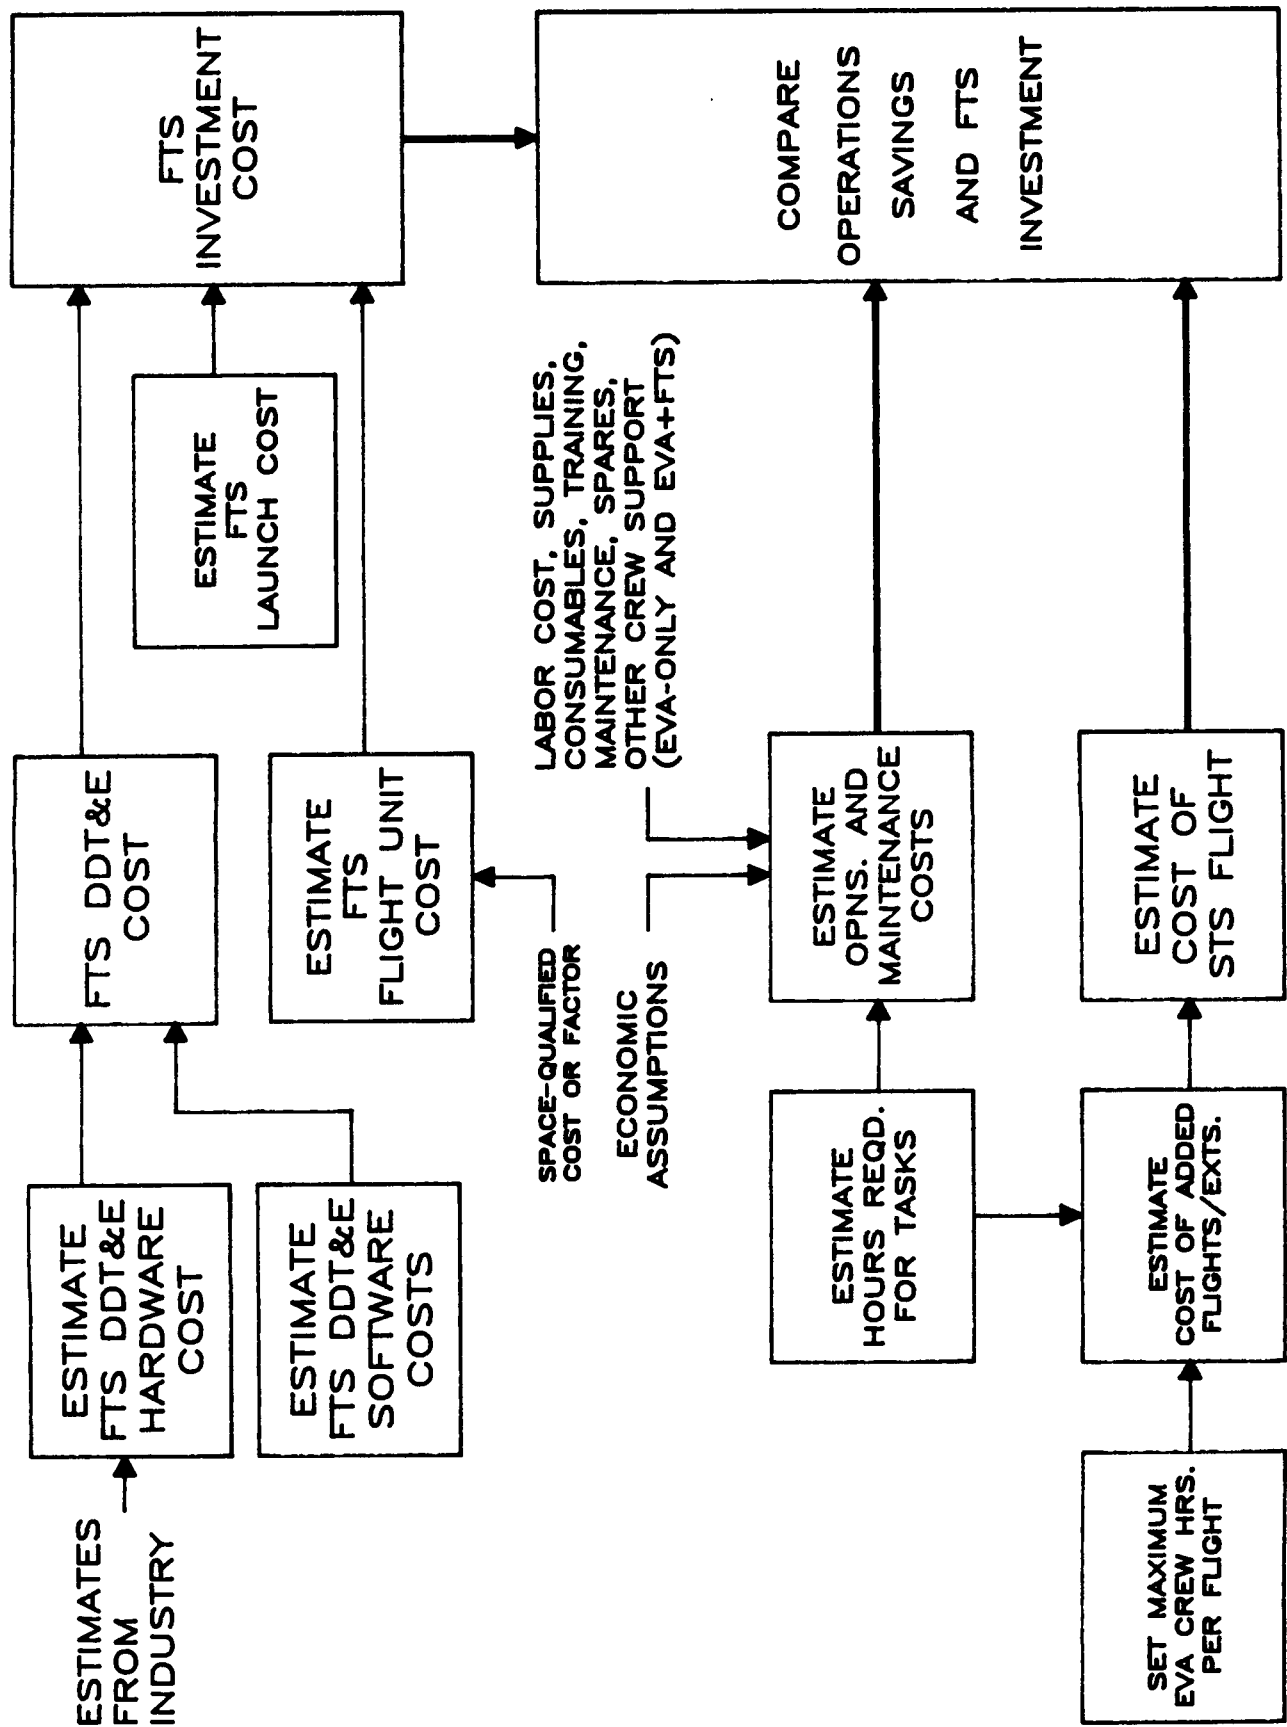 ESTIMATES
FROM
INDUSTRY
ESTIMATE
FTS DDT&E
HARDWARE
COST
ESTIMATE
FTS DDT&E
SOFTWARE
COSTS
FTS DDT&E
COST
ESTIMATE
FTS
FLIGHT UNIT
COST
SPACE-QUALIFIED
COST OR FACTOR
ESTIMATE
FTS
LAUNCH COST
FTS
INVESTMENT
COST
ECONOMIC
ASSUMPTIONS
LABOR COST, SUPPLIES,
CONSUMABLES, TRAINING,
MAINTENANCE, SPARES,
OTHER CREW SUPPORT
(EVA-ONLY AND EVA+FTS)
ESTIMATE
HOURS REQD.
FOR TASKS
ESTIMATE
OPNS. AND
MAINTENANCE
COSTS
SET MAXIMUM
EVA CREW HRS.
PER FLIGHT
ESTIMATE
COST OF ADDED
FLIGHTS/EXTS.
ESTIMATE
COST OF
STS FLIGHT
COMPARE
OPERATIONS
SAVINGS
AND FTS
INVESTMENT